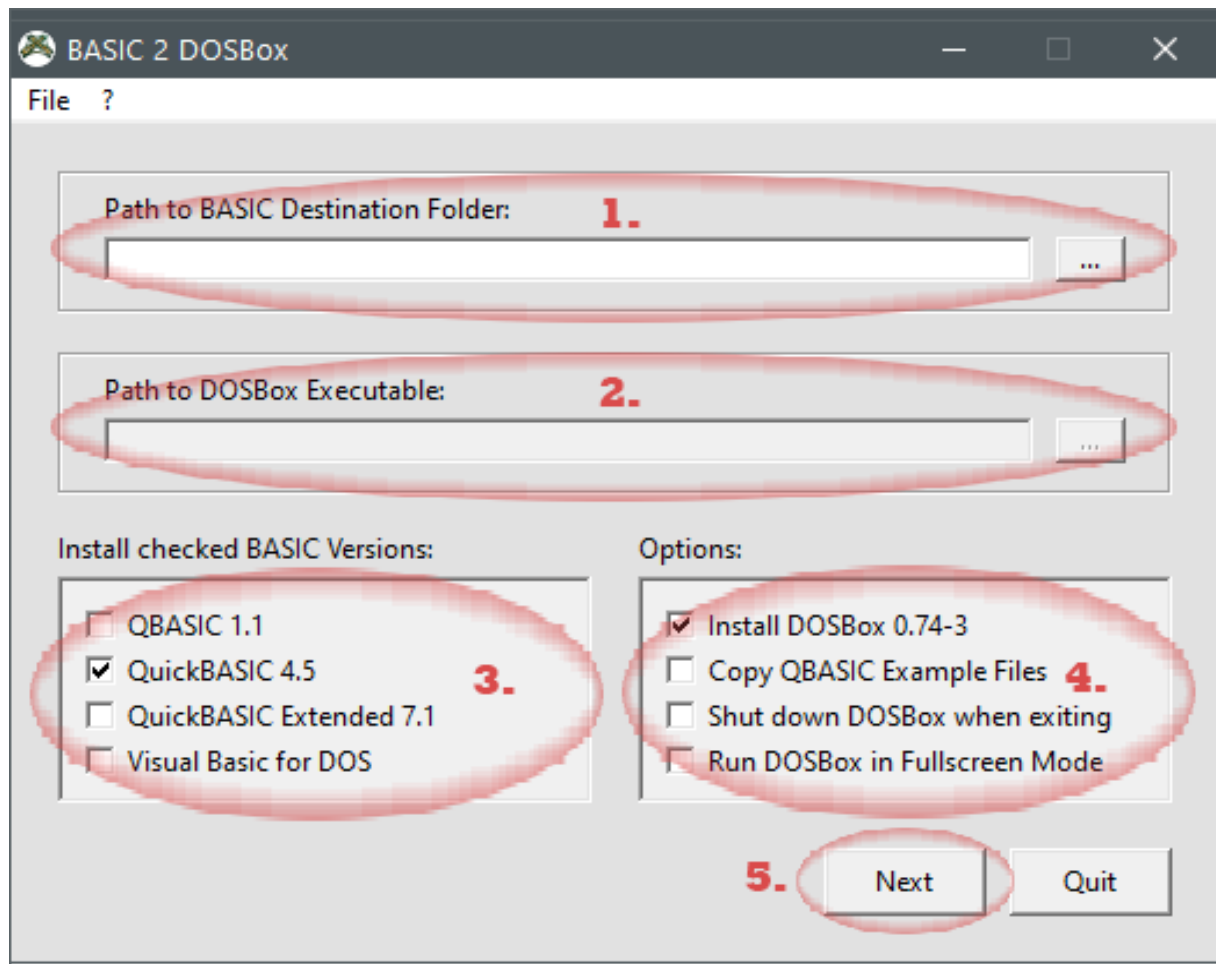 BASIC 2 DOSBox
File ?
Path to BASIC Destination Folder: 1.
...
Path to DOSBox Executable: 2.
...
Install checked BASIC Versions:
QBASIC 1.1
QuickBASIC 4.5
QuickBASIC Extended 7.1
Visual Basic for DOS
3.
Options:
Install DOSBox 0.74-3
Copy QBASIC Example Files
Shut down DOSBox when exiting
Run DOSBox in Fullscreen Mode
4.
5. Next Quit